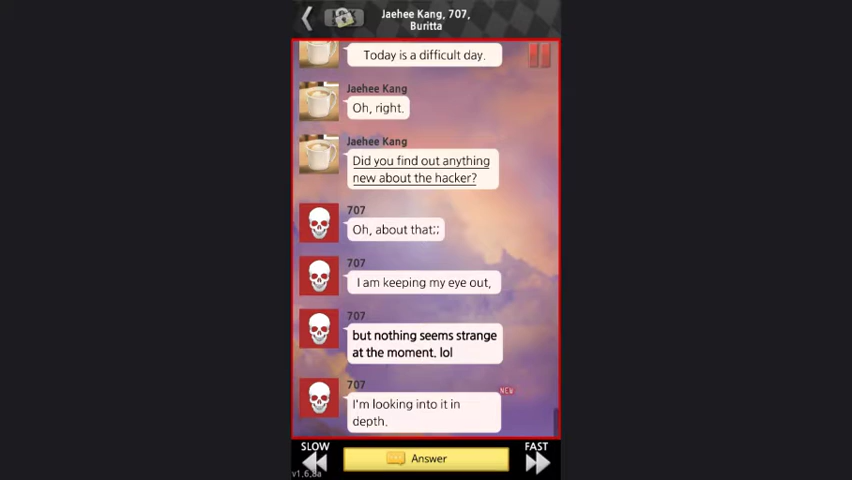 Jaehee Kang, 707,
Buritta
Today is a difficult day.
Jaehee Kang
Oh, right.
Jaehee Kang
Did you find out anything
new about the hacker?
707
Oh, about that;;
707
I am keeping my eye out,
707
but nothing seems strange
at the moment. lol
707
NEW
I'm looking into it in
depth.
SLOW
Answer
FAST
v1.6.8a